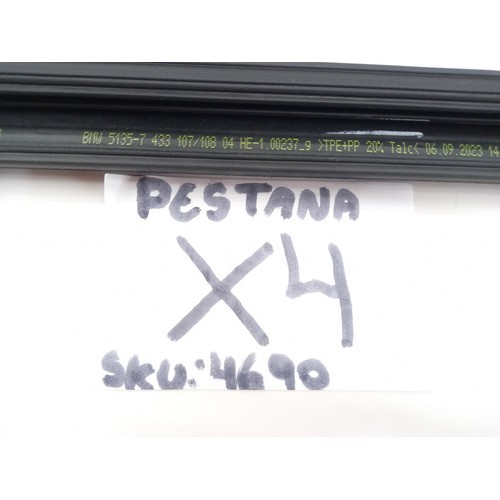 BMW 5135-7 433 107/108 04 HE-1.00237_9 >TPE+PP 20% Talc< 06.09.2023 14
PESTANA
X4
SKU: 4690